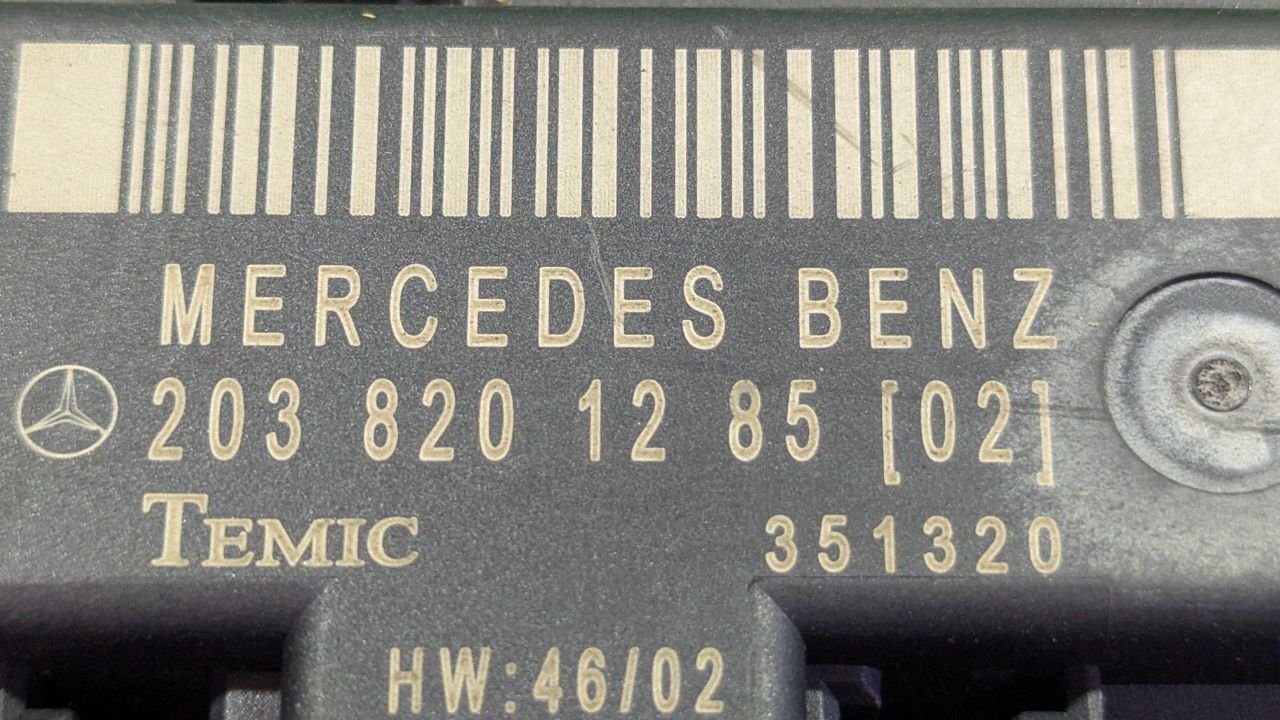 MERCEDES BENZ
203 820 12 85 [02]
TEMIC 351320
HW:46/02